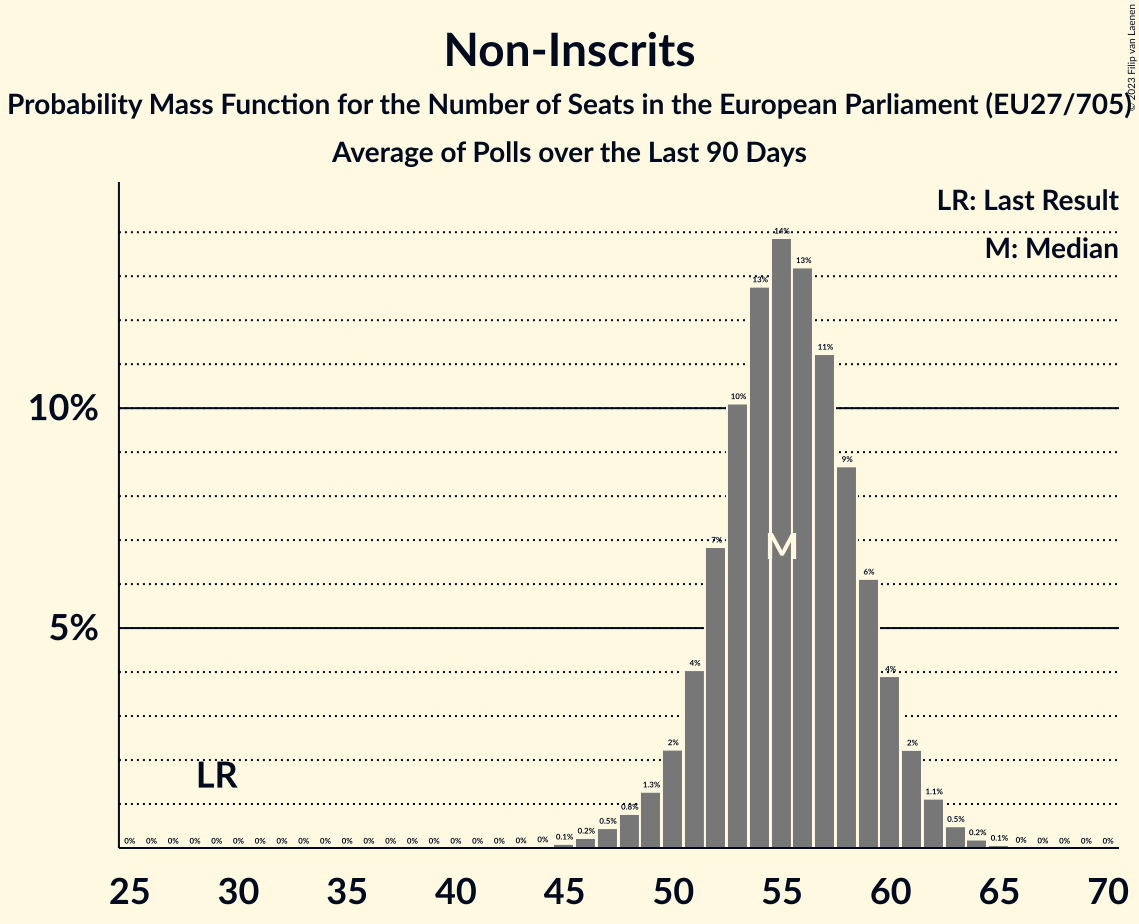 Non-Inscrits
Probability Mass Function for the Number of Seats in the European Parliament (EU27/705)
Average of Polls over the Last 90 Days
© 2023 Filip van Laenen
LR: Last Result
M: Median
10%
5%
LR
M
0% 0% 0% 0% 0% 0% 0% 0% 0% 0% 0% 0% 0% 0% 0% 0% 0% 0% 0% 0% 0.1% 0.2% 0.5% 0.8% 1.3% 2% 4% 7% 10% 13% 14% 13% 11% 9% 6% 4% 2% 1.1% 0.5% 0.2% 0.1% 0% 0% 0% 0% 0%
25 30 35 40 45 50 55 60 65 70